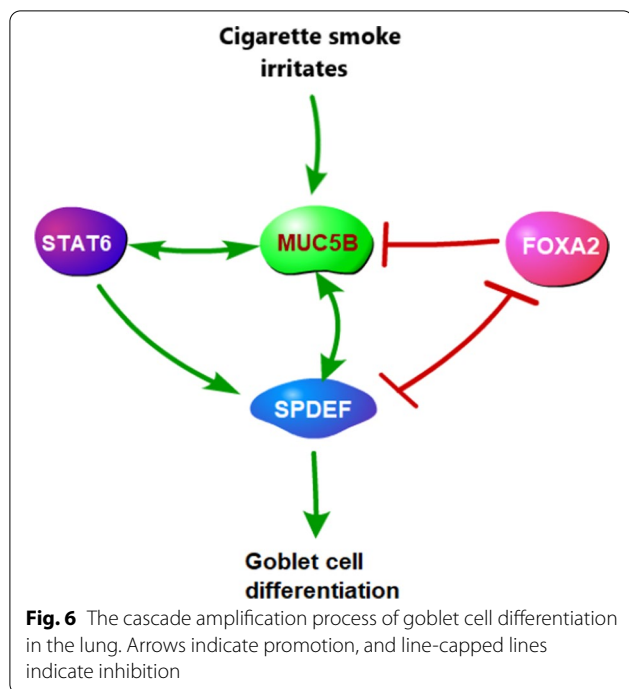 Cigarette smoke
irritates
STAT6
MUC5B
FOXA2
SPDEF
Goblet cell
differentiation
Fig. 6 The cascade amplification process of goblet cell differentiation
in the lung. Arrows indicate promotion, and line-capped lines
indicate inhibition